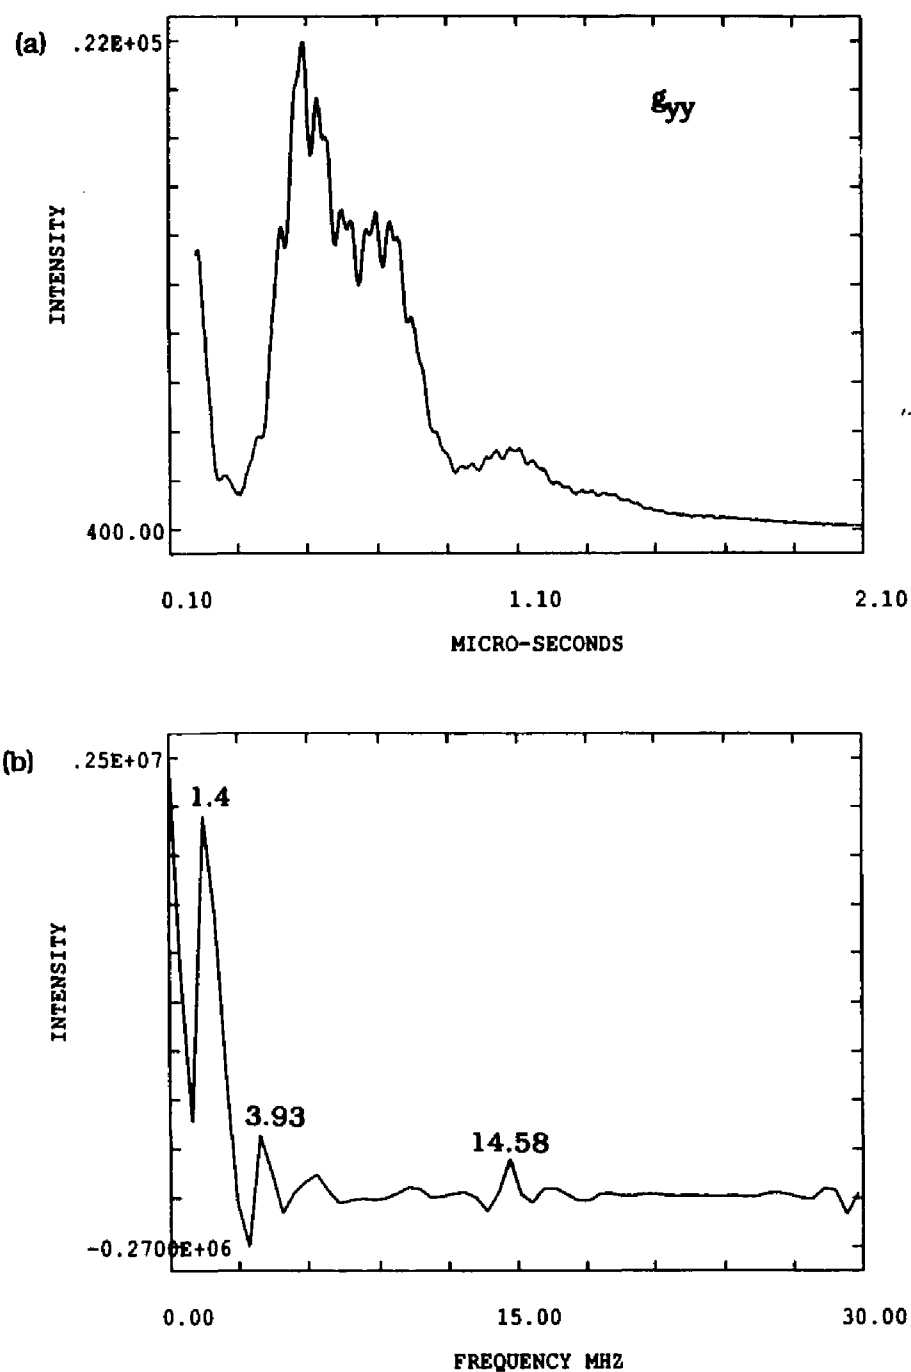 (a)
.22E+05
gyy
INTENSITY
400.00
0.10 1.10 2.10
MICRO-SECONDS
(b)
.25E+07
1.4
INTENSITY
3.93
14.58
-0.2700E+06
0.00 15.00 30.00
FREQUENCY MHZ